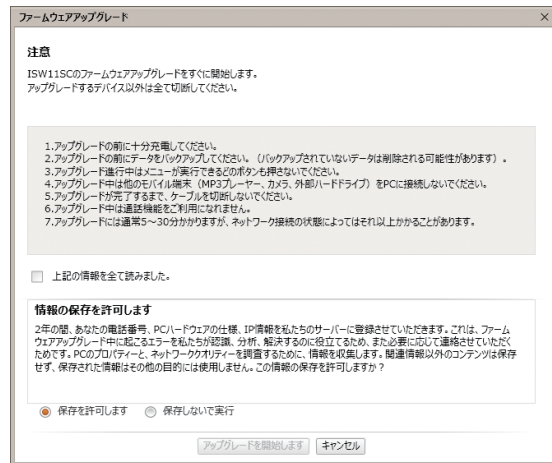 ファームウェアアップグレード
注意
ISW11SCのファームウェアアップグレードをすぐに開始します。
アップグレードするデバイス以外は全て切断してください。
1.アップグレードの前に十分充電してください。
2.アップグレードの前にデータをバックアップしてください。（バックアップされていないデータは削除される可能性があります）.
3.アップグレード進行中はメニューが実行できるどのボタンも押さないでください。
4.アップグレード中は他のモバイル端末（MP3プレーヤー、カメラ、外部ハードドライブ）をPCに接続しないでください。
5.アップグレードが完了するまで、ケーブルを切断しないでください。
6.アップグレード中は通話機能をご利用になれません。
7.アップグレードには通常5～30分かかりますが、ネットワーク接続の状態によってはそれ以上かかることがあります。
上記の情報を全て読みました。
情報の保存を許可します
2年の間、あなたの電話番号、PCハードウェアの仕様、IP情報を私たちのサーバーに登録させていただきます。これは、ファーム
ウェアアップグレード中に起こるエラーを私たちが認識、分析、解決するのに役立てるため、また必要に応じて連絡させていただく
ためです。PCのプロパティーと、ネットワーククオリティーを調査するために、情報を収集します。関連情報以外のコンテンツは保存
せず、保存された情報はその他の目的には使用しません。この情報の保存を許可しますか？
保存を許可します 保存しないで実行
アップグレードを開始します キャンセル